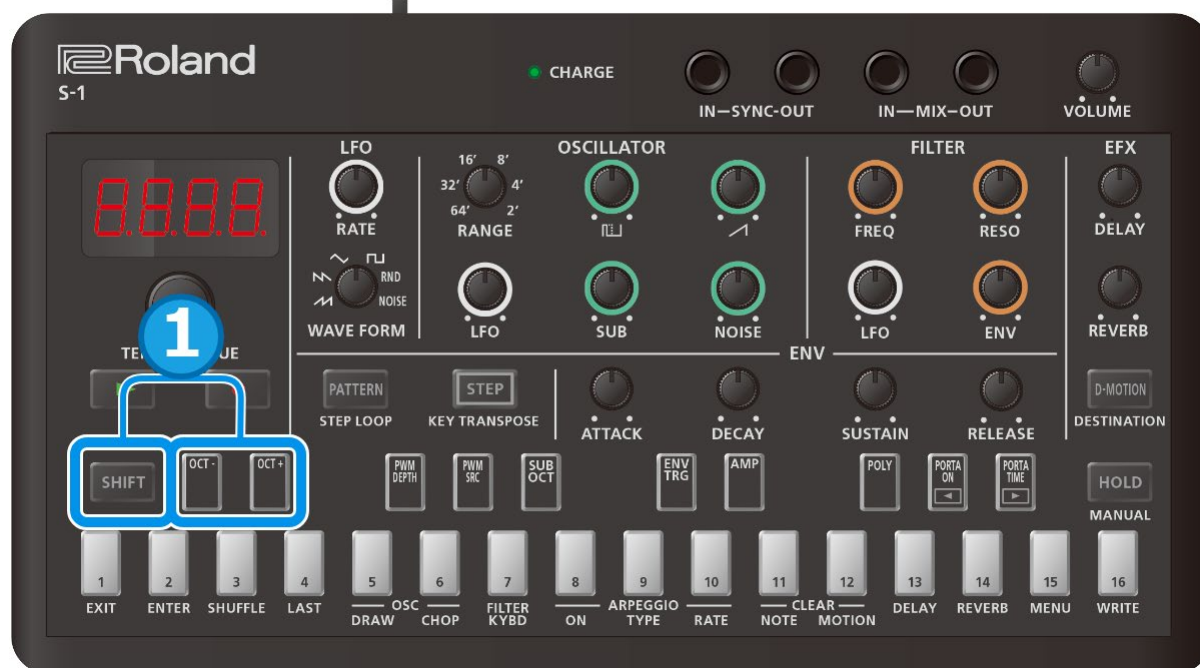 Roland
S-1
CHARGE
IN-SYNC-OUT
IN-MIX-OUT
VOLUME
LFO
OSCILLATOR
FILTER
EFX
8.8.8.8.
RATE
16' 8'
32' 4'
64' 2'
RANGE
FREQ
RESO
DELAY
RND
NOISE
WAVE FORM
LFO
SUB
NOISE
LFO
ENV
REVERB
1
ENV
PATTERN
STEP
D-MOTION
STEP LOOP
KEY TRANSPOSE
ATTACK
DECAY
SUSTAIN
RELEASE
DESTINATION
SHIFT
OCT -
OCT +
PWM DEPTH
PWM SRC
SUB OCT
ENV TRG
AMP
POLY
PORTA ON
PORTA TIME
HOLD
MANUAL
1 2 3 4 5 6 7 8 9 10 11 12 13 14 15 16
EXIT ENTER SHUFFLE LAST
OSC
DRAW CHOP
FILTER KYBD
ARPEGGIO
ON TYPE RATE
CLEAR
NOTE MOTION
DELAY REVERB MENU WRITE